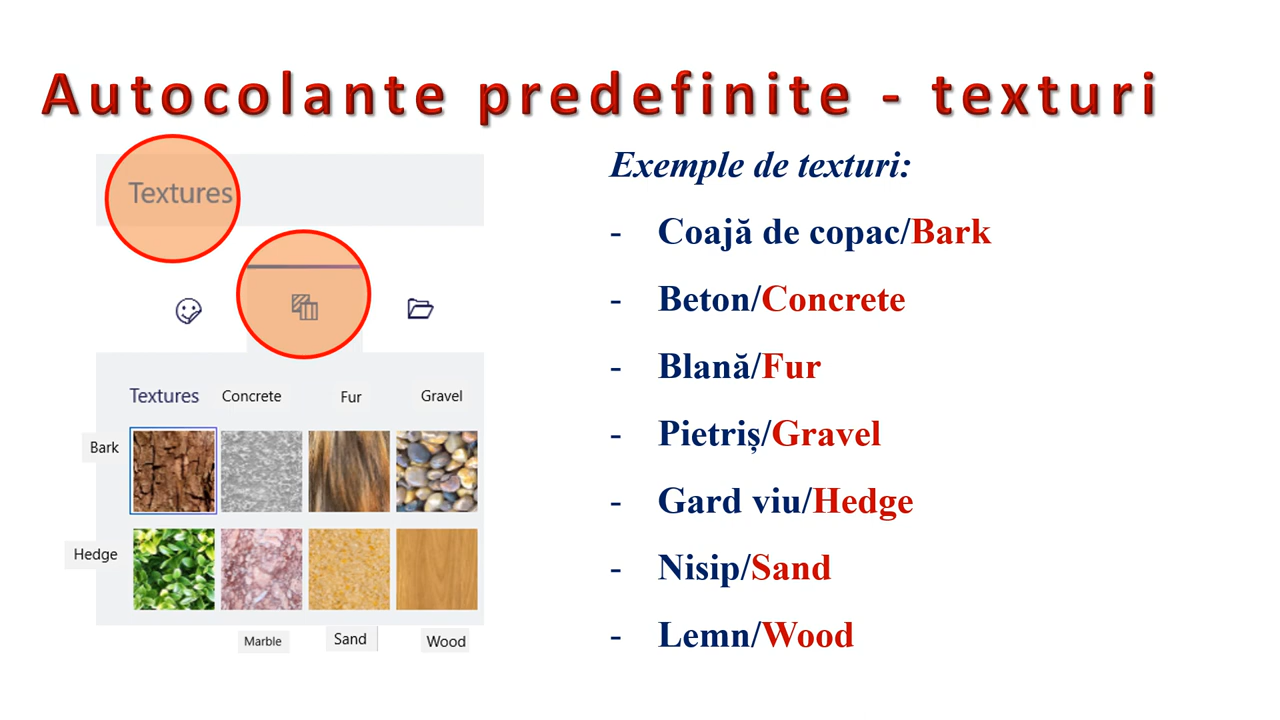 Autocolante predefinite - texturi
Textures
Textures Concrete Fur Gravel
Bark
Hedge
Marble Sand Wood
Exemple de texturi:
- Coajă de copac/Bark
- Beton/Concrete
- Blană/Fur
- Pietriș/Gravel
- Gard viu/Hedge
- Nisip/Sand
- Lemn/Wood